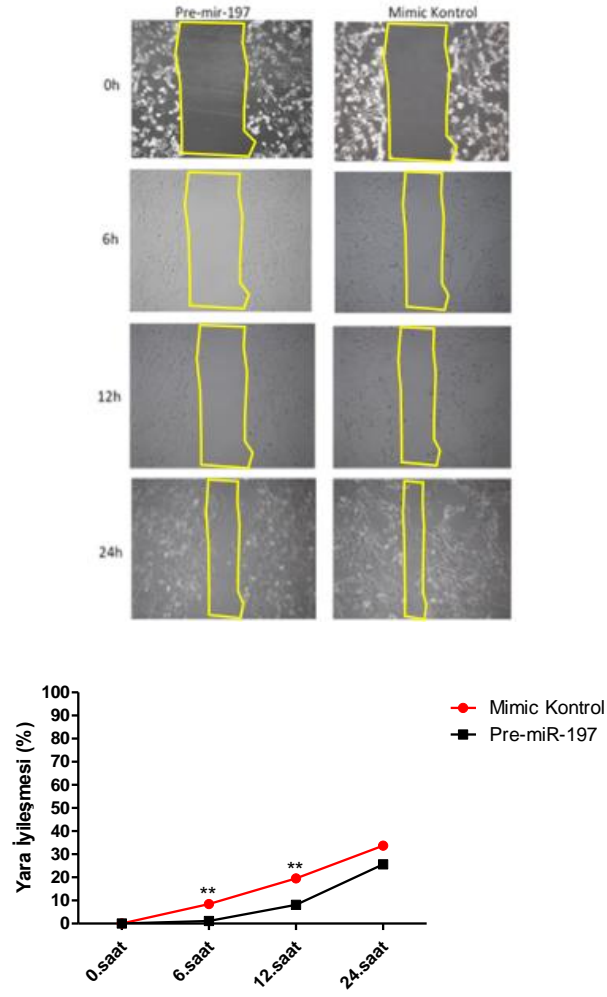 Pre-mir-197 Mimic Kontrol
0h
6h
12h
24h
100
90
80
70
60
50
40
30
20
10
0
Yara İyileşmesi (%)
**
**
0.saat 6.saat 12.saat 24.saat
Mimic Kontrol
Pre-miR-197